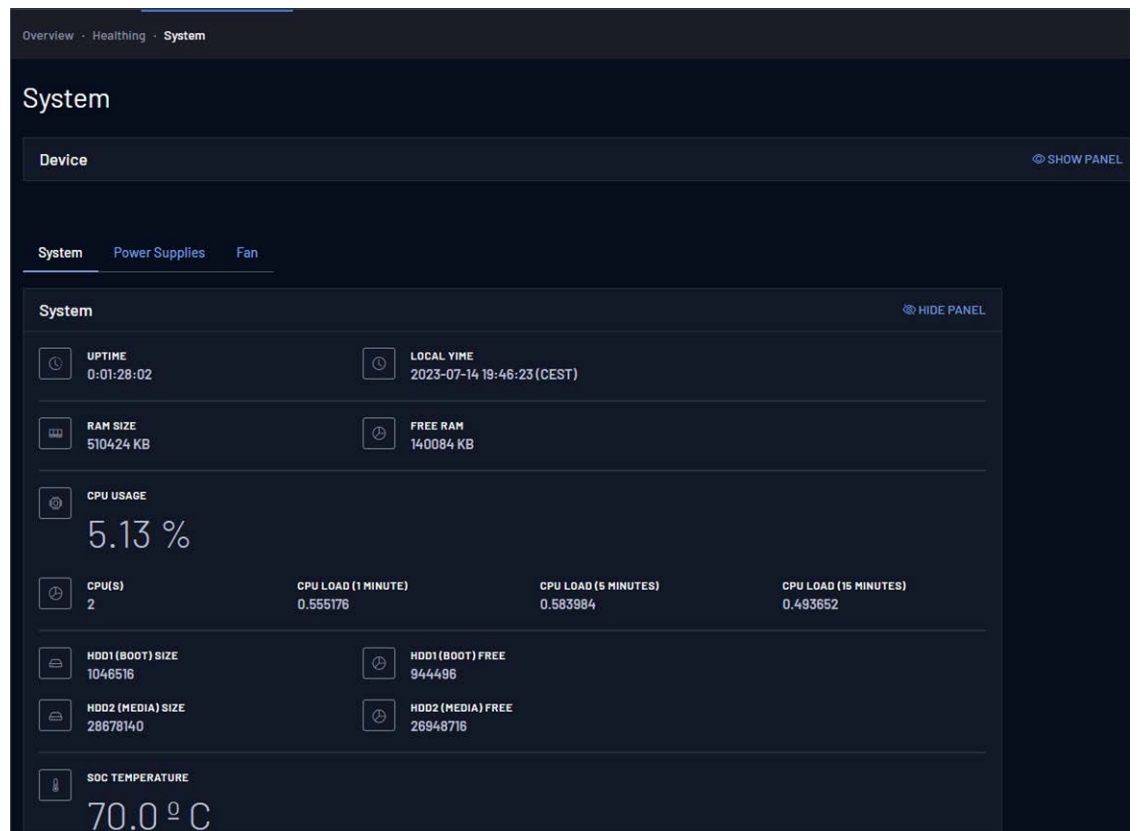 Overview · Healthing · System
System
Device
SHOW PANEL
System Power Supplies Fan
System
HIDE PANEL
UPTIME
0:01:28:02
LOCAL YIME
2023-07-14 19:46:23 (CEST)
RAM SIZE
510424 KB
FREE RAM
140084 KB
CPU USAGE
5.13 %
CPU(S)
2
CPU LOAD (1 MINUTE)
0.555176
CPU LOAD (5 MINUTES)
0.583984
CPU LOAD (15 MINUTES)
0.493652
HDD1 (BOOT) SIZE
1046516
HDD1 (BOOT) FREE
944496
HDD2 (MEDIA) SIZE
28678140
HDD2 (MEDIA) FREE
26948716
SOC TEMPERATURE
70.0 º C